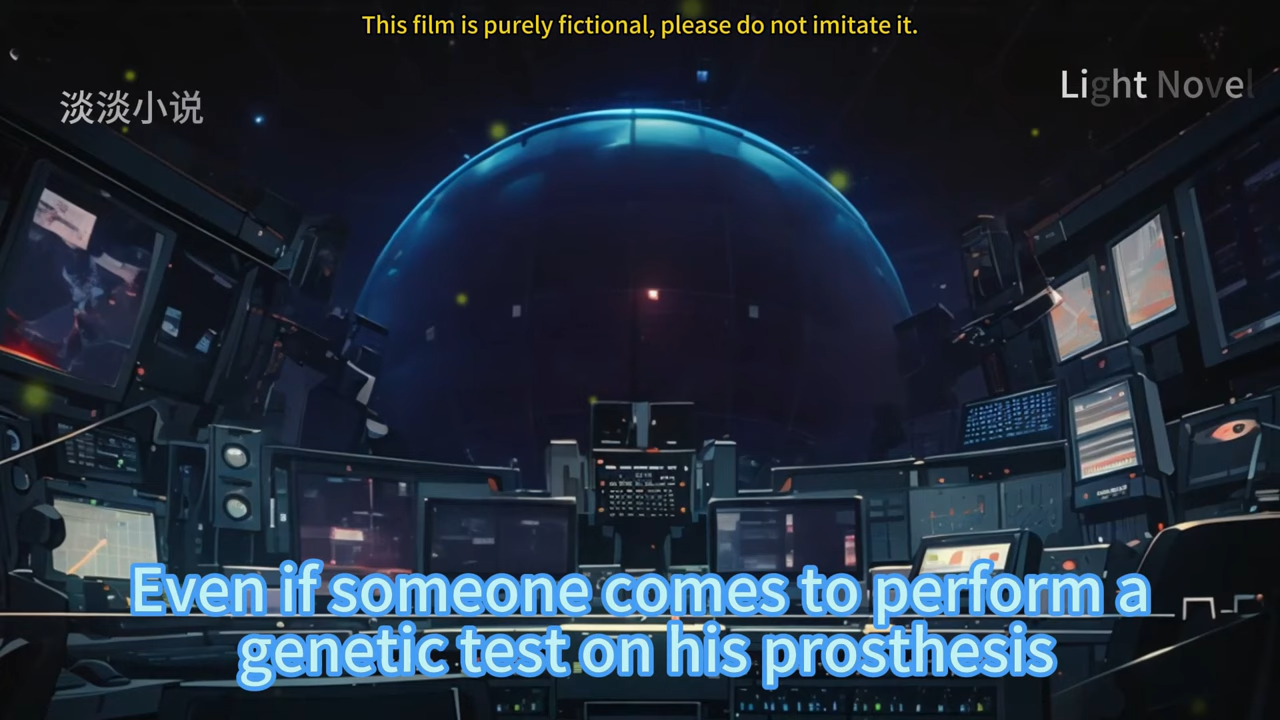 This film is purely fictional, please do not imitate it.
淡淡小说
Light Novel
Even if someone comes to perform a
genetic test on his prosthesis